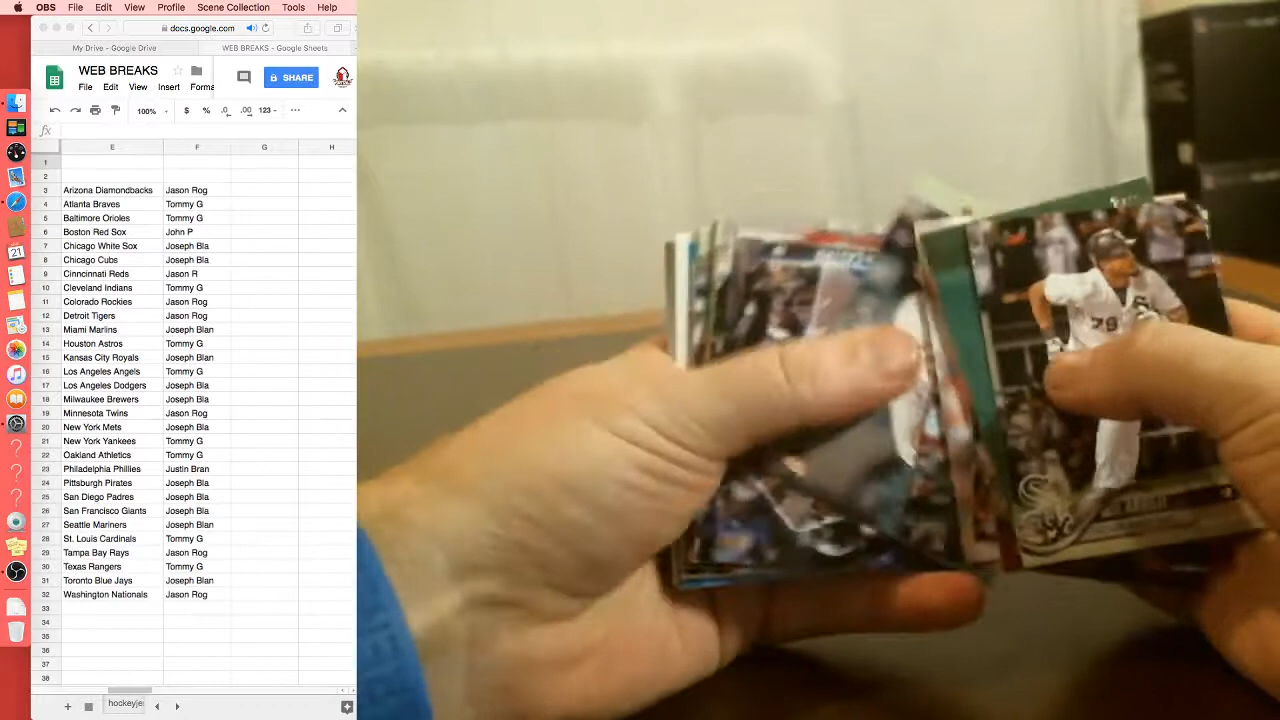 OBS File Edit View Profile Scene Collection Tools Help
docs.google.com
My Drive - Google Drive WEB BREAKS - Google Sheets
WEB BREAKS
File Edit View Insert Forma
SHARE
100% $ % .0 .00 123 ...
fx
E F G H
1
2
3 Arizona Diamondbacks Jason Rog
4 Atlanta Braves Tommy G
5 Baltimore Orioles Tommy G
6 Boston Red Sox John P
7 Chicago White Sox Joseph Bla
8 Chicago Cubs Joseph Bla
9 Cinncinnati Reds Jason R
10 Cleveland Indians Tommy G
11 Colorado Rockies Jason Rog
12 Detroit Tigers Jason Rog
13 Miami Marlins Joseph Blan
14 Houston Astros Tommy G
15 Kansas City Royals Joseph Blan
16 Los Angeles Angels Tommy G
17 Los Angeles Dodgers Joseph Bla
18 Milwaukee Brewers Joseph Bla
19 Minnesota Twins Jason Rog
20 New York Mets Joseph Bla
21 New York Yankees Tommy G
22 Oakland Athletics Tommy G
23 Philadelphia Phillies Justin Bran
24 Pittsburgh Pirates Joseph Bla
25 San Diego Padres Joseph Bla
26 San Francisco Giants Joseph Bla
27 Seattle Mariners Joseph Blan
28 St. Louis Cardinals Tommy G
29 Tampa Bay Rays Jason Rog
30 Texas Rangers Tommy G
31 Toronto Blue Jays Joseph Blan
32 Washington Nationals Jason Rog
33
34
35
36
37
38
hockeyje
21
79
Sox